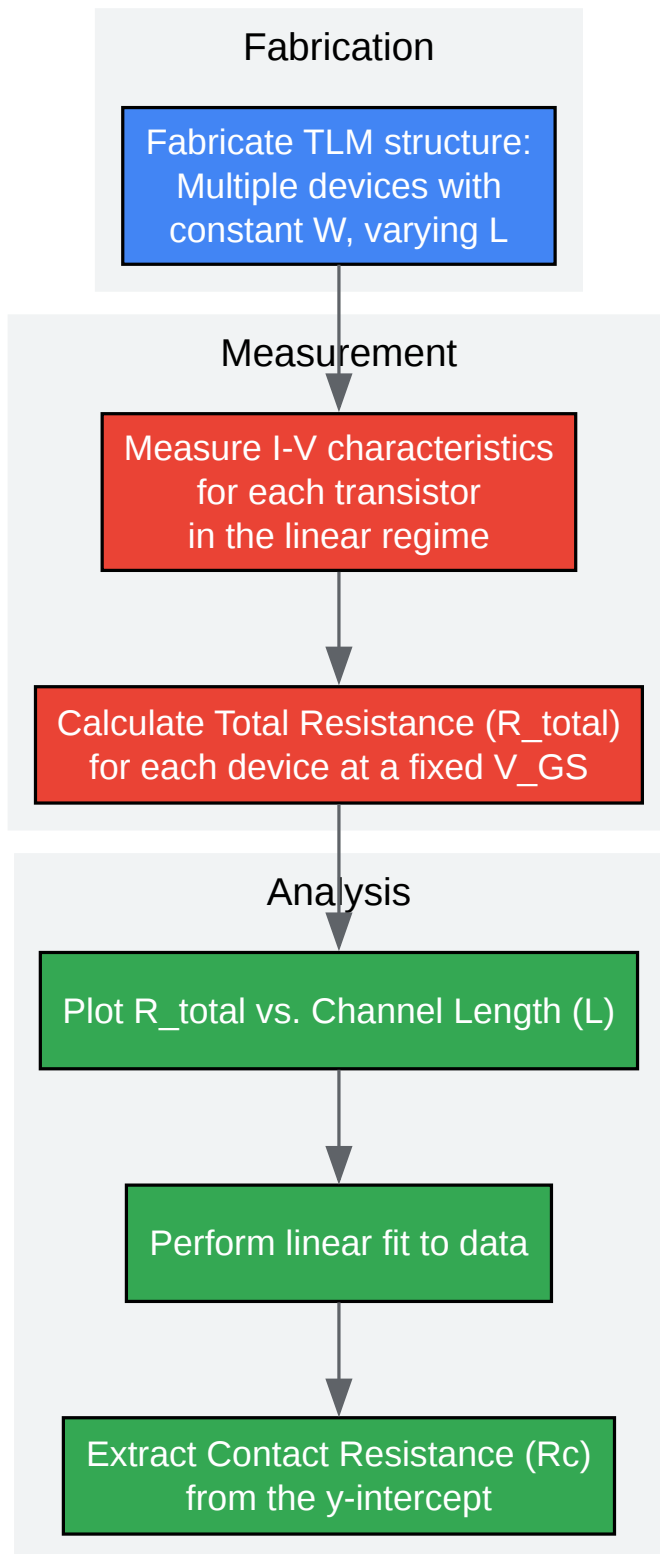 Fabrication
Fabricate TLM structure:
Multiple devices with
constant W, varying L
Measurement
Measure I-V characteristics
for each transistor
in the linear regime
Calculate Total Resistance (R_total)
for each device at a fixed V_GS
Analysis
Plot R_total vs. Channel Length (L)
Perform linear fit to data
Extract Contact Resistance (Rc)
from the y-intercept